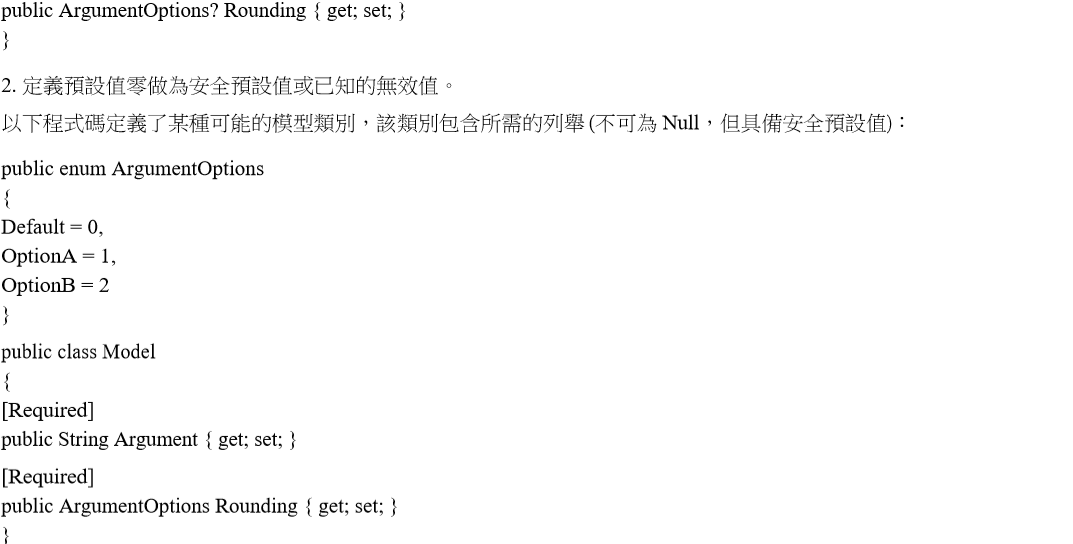 public ArgumentOptions? Rounding { get; set; }
}
2. 定義預設值零做為安全預設值或已知的無效值。
以下程式碼定義了某種可能的模型類別，該類別包含所需的列舉 (不可為 Null，但具備安全預設值)：
public enum ArgumentOptions
{
Default = 0,
OptionA = 1,
OptionB = 2
}
public class Model
{
[Required]
public String Argument { get; set; }
[Required]
public ArgumentOptions Rounding { get; set; }
}